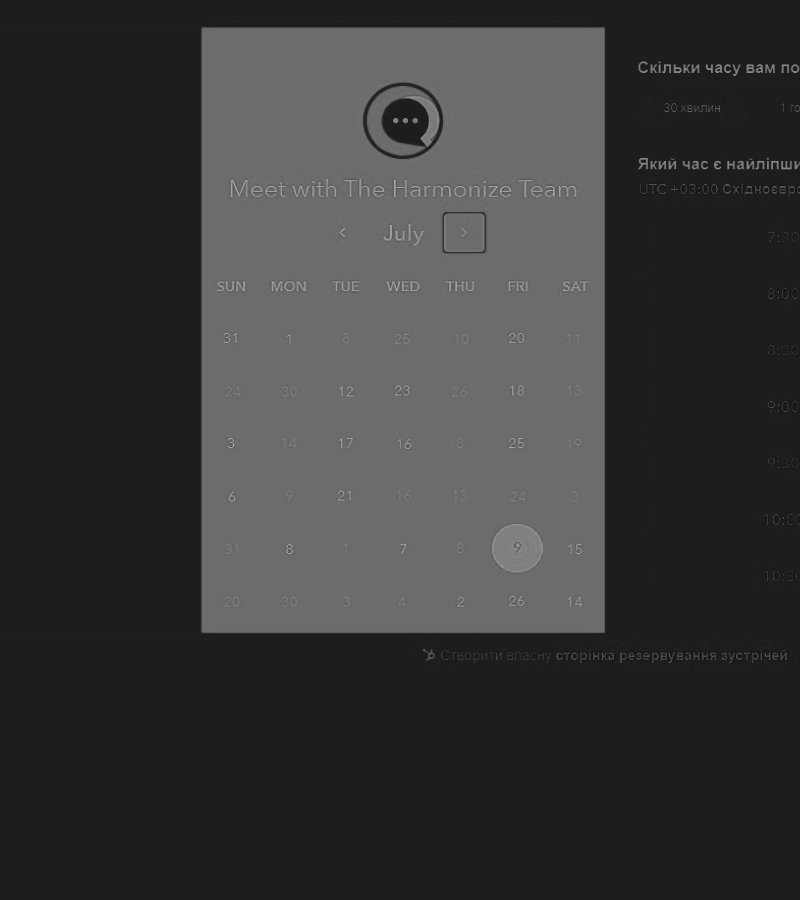 Meet with The Harmonize Team
July
SUN MON TUE WED THU FRI SAT
31 1 8 25 10 20 11
24 30 12 23 26 18 13
3 14 17 16 8 25 19
6 9 21 16 13 24 3
31 8 1 7 8 9 15
20 30 3 4 2 26 14
Скільки часу вам по
30 хвилин 1 го
Який час є найліпши
UTC +03:00 Східноєвро
7:30
8:00
8:30
9:00
9:30
10:00
10:30
Створити власну сторінка резервування зустрічей